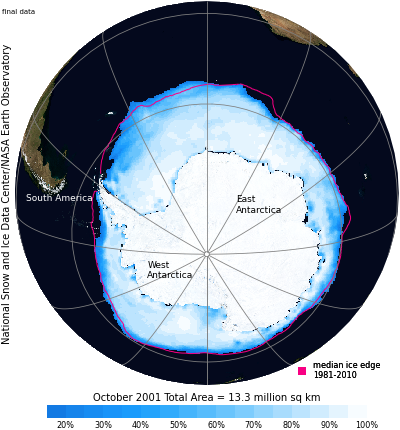 final data
National Snow and Ice Data Center/NASA Earth Observatory
South America
East
Antarctica
West
Antarctica
median ice edge
1981-2010
October 2001 Total Area = 13.3 million sq km
20% 30% 40% 50% 60% 70% 80% 90% 100%